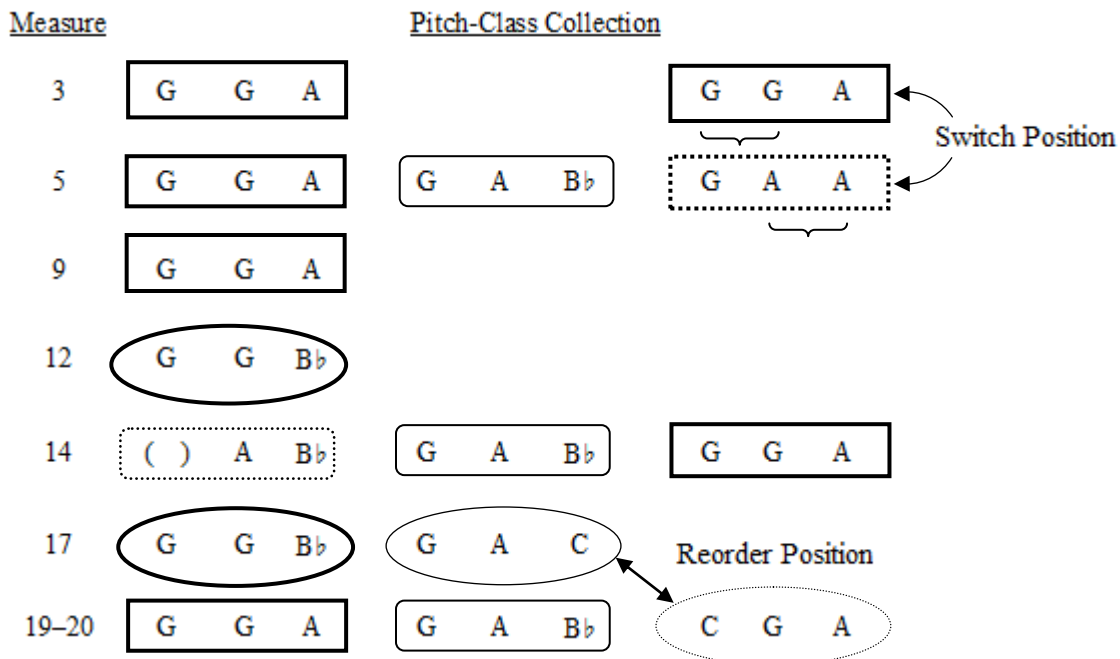 Measure Pitch-Class Collection
3 G G A G G A
Switch Position
5 G G A G A B♭ G A A
9 G G A
12 G G B♭
14 ( ) A B♭ G A B♭ G G A
17 G G B♭ G A C Reorder Position
19–20 G G A G A B♭ C G A